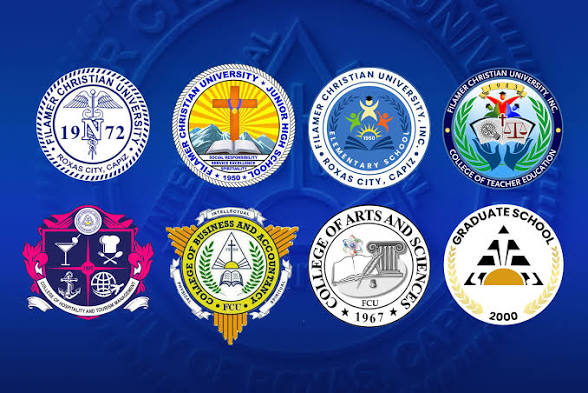 FILAMER CHRISTIAN UNIVERSITY
19 N 72
ROXAS CITY, CAPIZ
FILAMER CHRISTIAN UNIVERSITY • JUNIOR HIGH SCHOOL
SOCIAL RESPONSIBILITY
SERVICE EXCELLENCE
SPIRITUALITY
• 1950 •
FILAMER CHRISTIAN UNIVERSITY, INC.
1950
ELEMENTARY SCHOOL
• ROXAS CITY, CAPIZ •
FILAMER CHRISTIAN UNIVERSITY, INC.
COLLEGE OF TEACHER EDUCATION
COLLEGE OF HOSPITALITY AND TOURISM MANAGEMENT
INTELLECTUAL
COLLEGE OF BUSINESS AND ACCOUNTANCY
PHYSICAL
SPIRITUAL
• FCU •
COLLEGE OF ARTS AND SCIENCES
FCU
★ 1967 ★
GRADUATE SCHOOL
2000